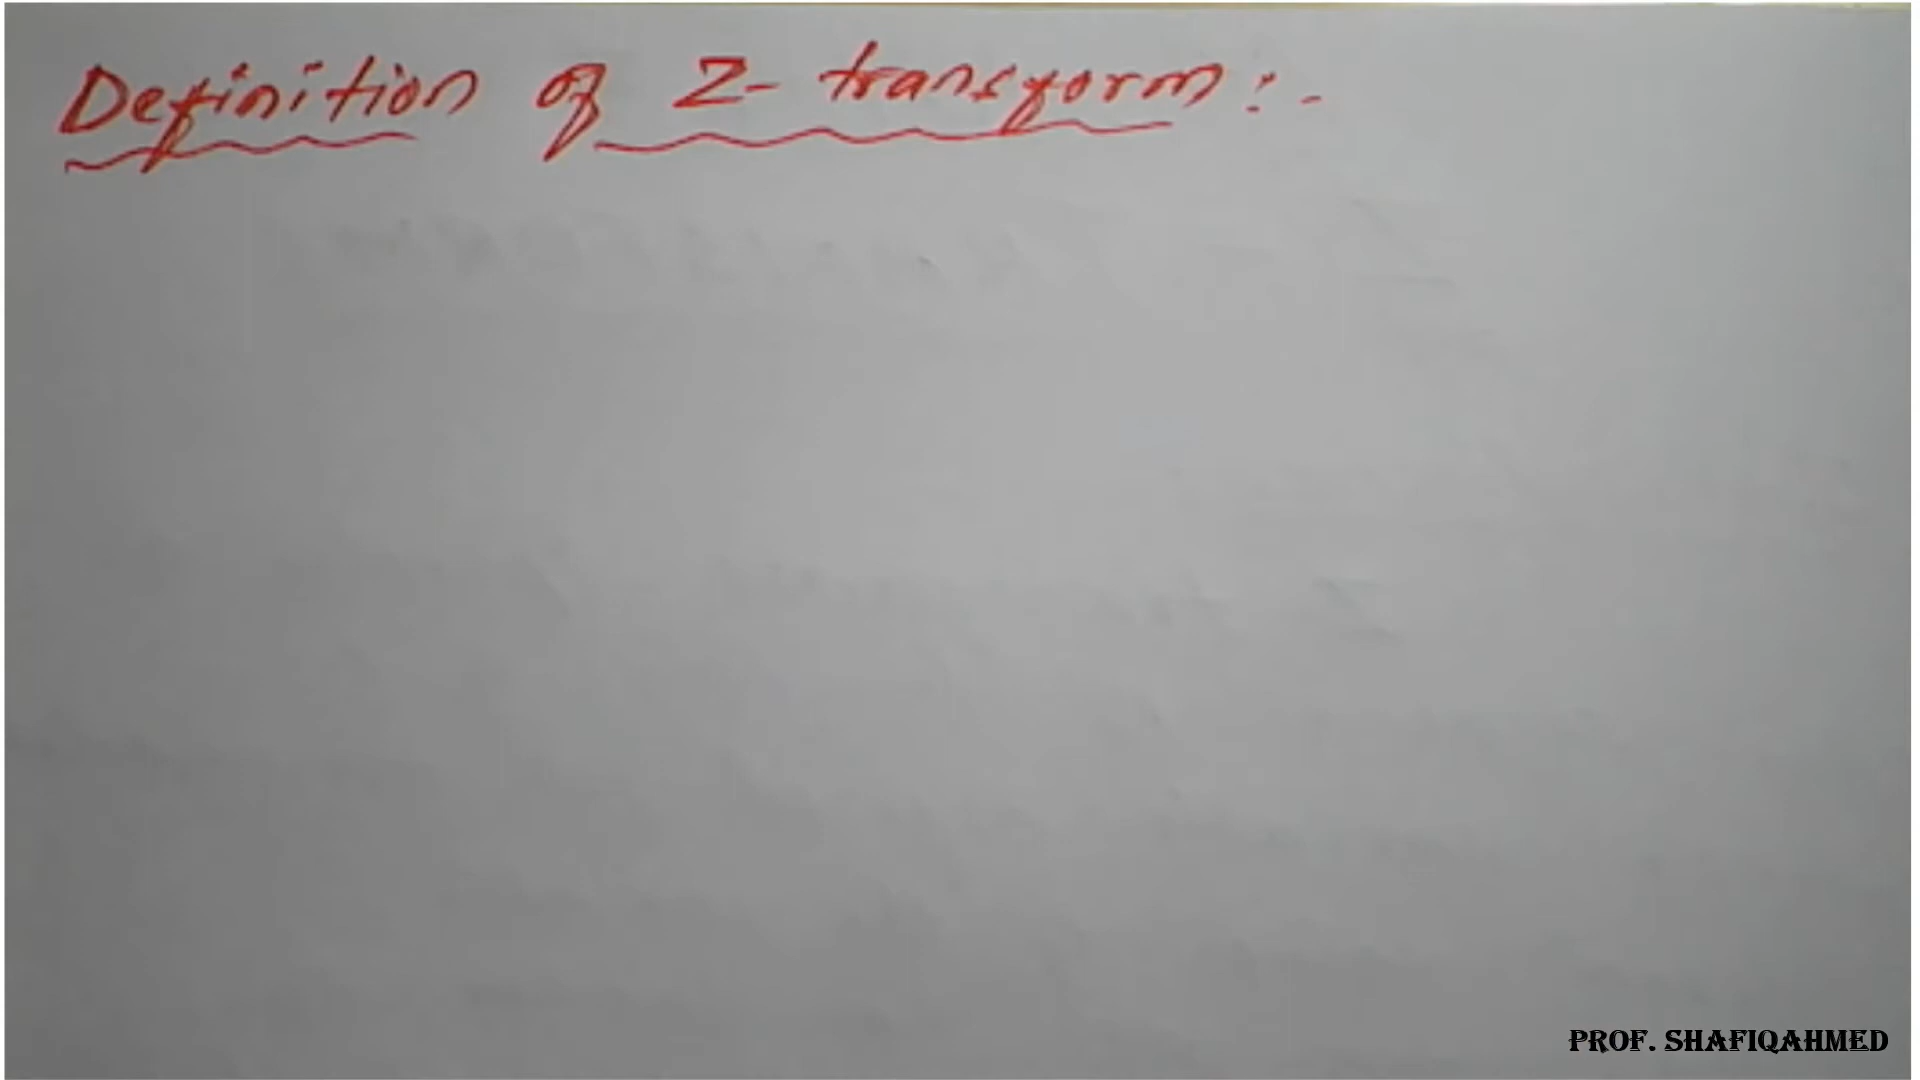 Definition of Z- transform :-
PROF. SHAFIQAHMED